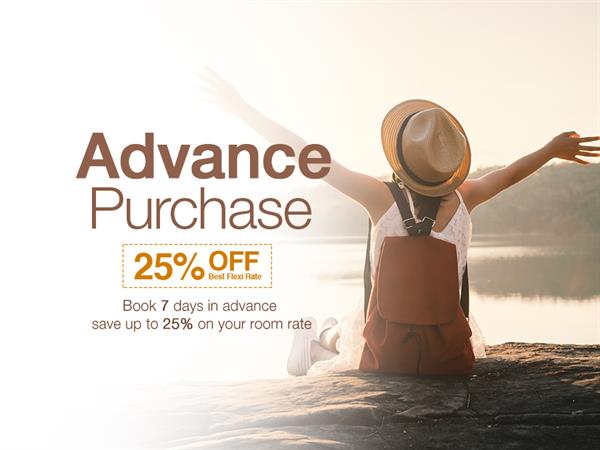 Advance
Purchase
25% OFF
Best Flexi Rate
Book 7 days in advance
save up to 25% on your room rate